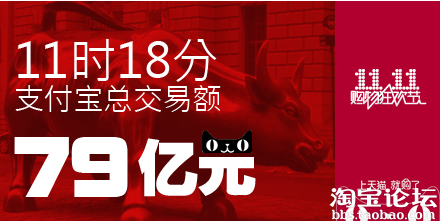 11时18分
支付宝总交易额
79亿元
11.11
购物狂欢节
上天猫 就购了
淘宝论坛
bbs.taobao.com